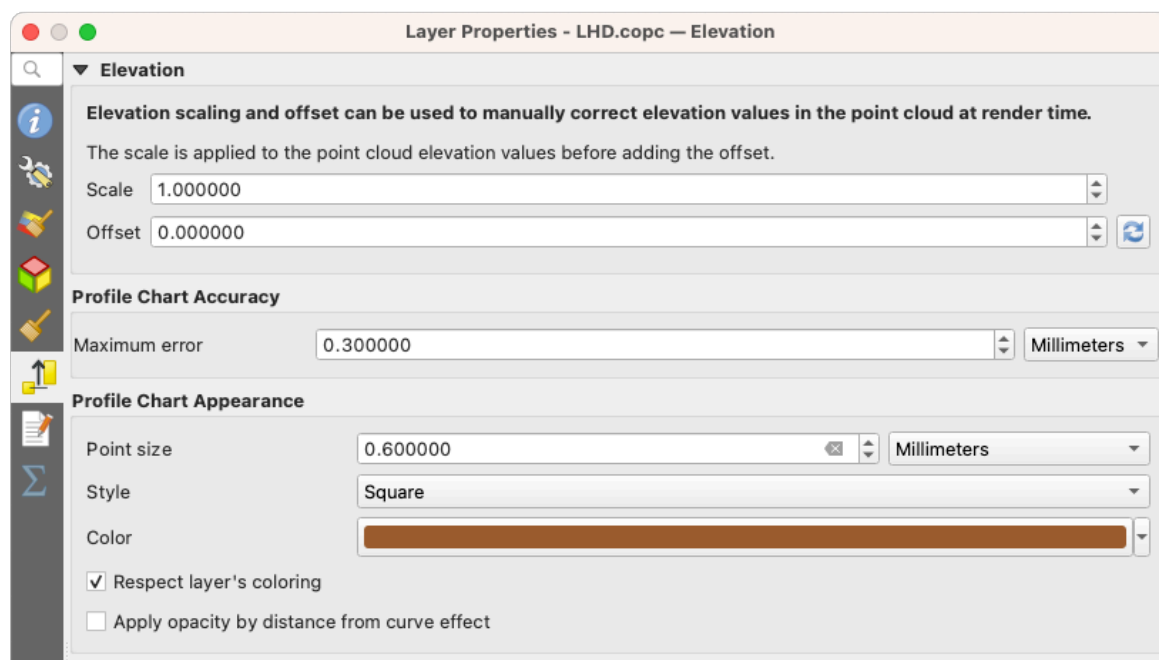 Layer Properties - LHD.copc — Elevation
Elevation
Elevation scaling and offset can be used to manually correct elevation values in the point cloud at render time.
The scale is applied to the point cloud elevation values before adding the offset.
Scale 1.000000
Offset 0.000000
Profile Chart Accuracy
Maximum error 0.300000 Millimeters
Profile Chart Appearance
Point size 0.600000 Millimeters
Style Square
Color
Respect layer's coloring
Apply opacity by distance from curve effect